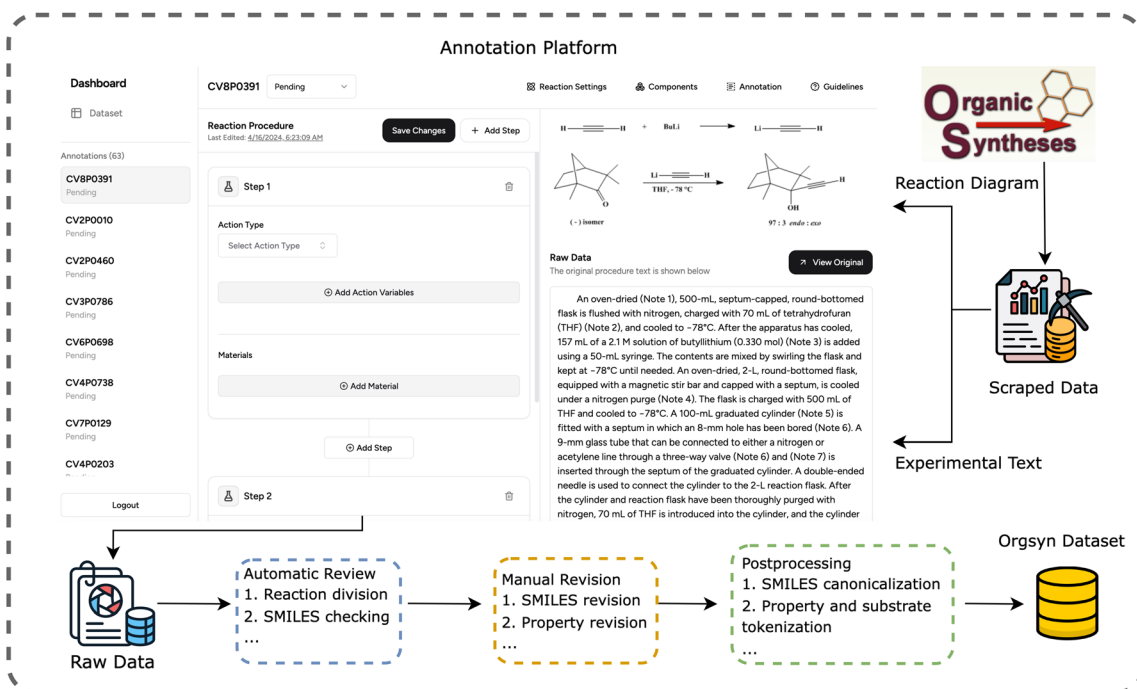 Annotation Platform
Dashboard
Dataset
Annotations (63)
CV8P0391
Pending
CV2P0010
Pending
CV2P0460
Pending
CV3P0786
Pending
CV6P0698
Pending
CV4P0738
Pending
CV7P0129
Pending
CV4P0203
Logout
CV8P0391
Pending
Reaction Settings
Components
Annotation
Guidelines
Reaction Procedure
Last Edited: 4/16/2024, 6:23:09 AM
Save Changes
+ Add Step
Step 1
Action Type
Select Action Type
Add Action Variables
Materials
Add Material
Add Step
Step 2
H H + BuLi Li H
Li H
THF, -78 °C
O
(-) isomer
H
OH
97 : 3 endo : exo
Raw Data
The original procedure text is shown below
View Original
An oven-dried (Note 1), 500-mL, septum-capped, round-bottomed
flask is flushed with nitrogen, charged with 70 mL of tetrahydrofuran
(THF) (Note 2), and cooled to −78°C. After the apparatus has cooled,
157 mL of a 2.1 M solution of butyllithium (0.330 mol) (Note 3) is added
using a 50-mL syringe. The contents are mixed by swirling the flask and
kept at −78°C until needed. An oven-dried, 2-L, round-bottomed flask,
equipped with a magnetic stir bar and capped with a septum, is cooled
under a nitrogen purge (Note 4). The flask is charged with 500 mL of
THF and cooled to −78°C. A 100-mL graduated cylinder (Note 5) is
fitted with a septum in which an 8-mm hole has been bored (Note 6). A
9-mm glass tube that can be connected to either a nitrogen or
acetylene line through a three-way valve (Note 6) and (Note 7) is
inserted through the septum of the graduated cylinder. A double-ended
needle is used to connect the cylinder to the 2-L reaction flask. After
the cylinder and reaction flask have been thoroughly purged with
nitrogen, 70 mL of THF is introduced into the cylinder, and the cylinder
Organic
Syntheses
Reaction Diagram
Scraped Data
Experimental Text
Raw Data
Automatic Review
1. Reaction division
2. SMILES checking
...
Manual Revision
1. SMILES revision
2. Property revision
...
Postprocessing
1. SMILES canonicalization
2. Property and substrate
tokenization
...
Orgsyn Dataset